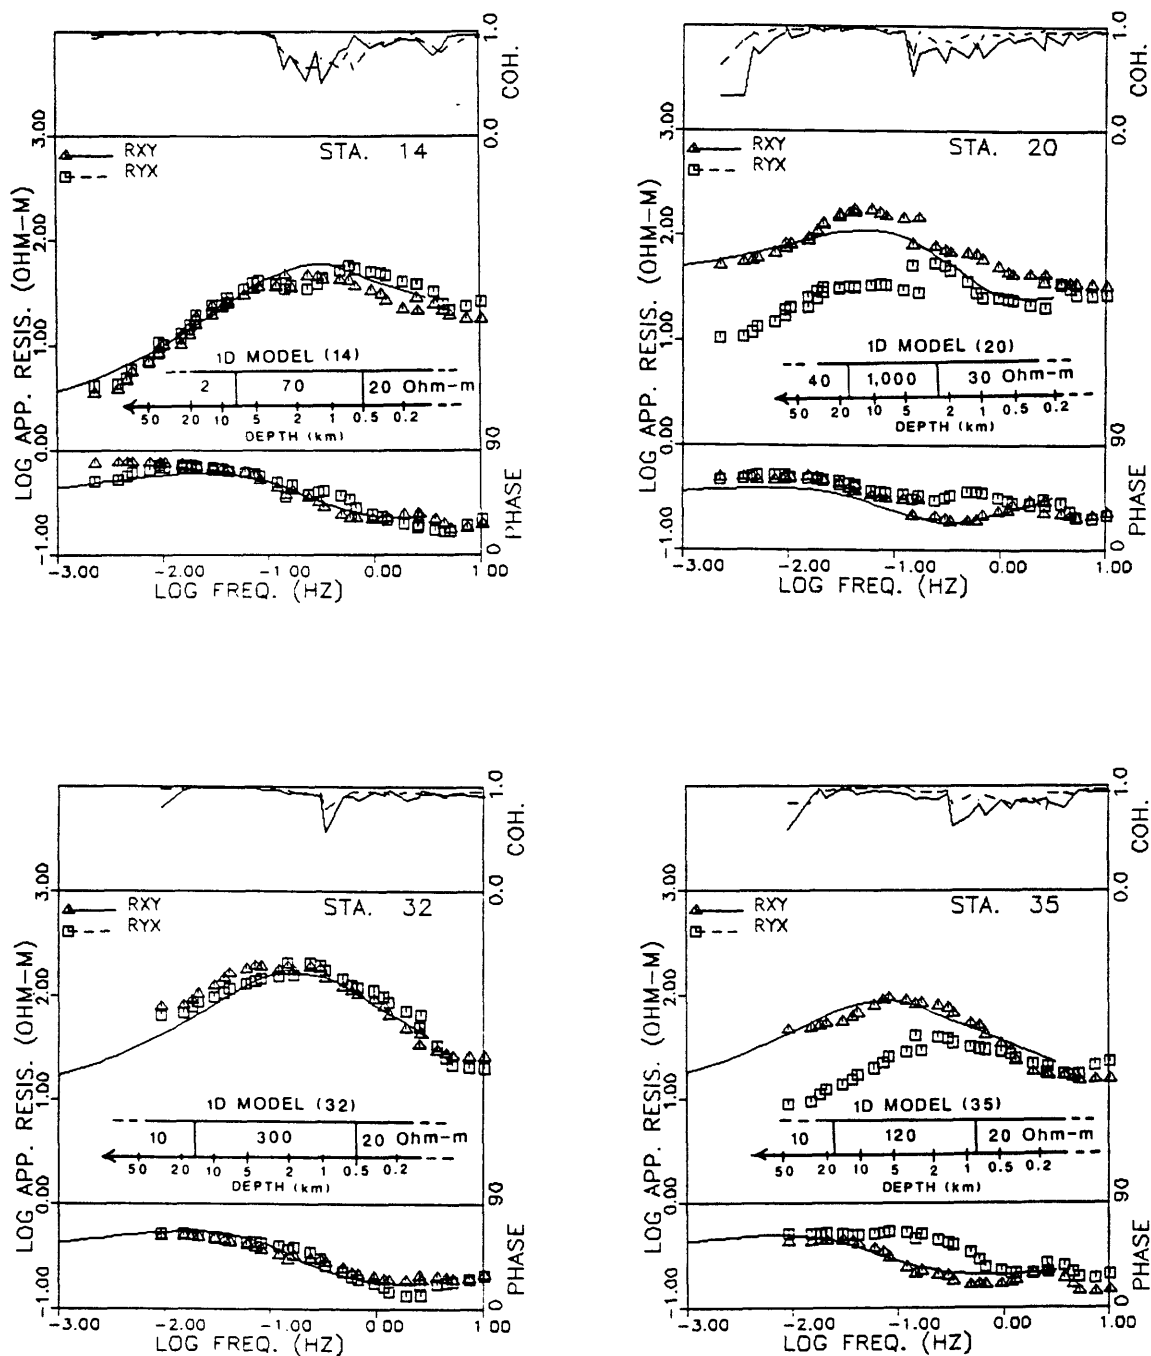 1.0
COH.
0.0
3.00
RXY
RYX
STA. 14
LOG APP. RESIS. (OHM-M)
2.00
1.00
0.00
-1.00
1D MODEL (14)
2 70 20 Ohm-m
50 20 10 5 2 1 0.5 0.2
DEPTH (km)
90
PHASE
0
-3.00 -2.00 -1.00 0.00 1.00
LOG FREQ. (HZ)
1.0
COH.
0.0
3.00
RXY
RYX
STA. 20
LOG APP. RESIS. (OHM-M)
2.00
1.00
0.00
-1.00
1D MODEL (20)
40 1,000 30 Ohm-m
50 20 10 5 2 1 0.5 0.2
DEPTH (km)
90
PHASE
0
-3.00 -2.00 -1.00 0.00 1.00
LOG FREQ. (HZ)
1.0
COH.
0.0
3.00
RXY
RYX
STA. 32
LOG APP. RESIS. (OHM-M)
2.00
1.00
0.00
-1.00
1D MODEL (32)
10 300 20 Ohm-m
50 20 10 5 2 1 0.5 0.2
DEPTH (km)
90
PHASE
0
-3.00 -2.00 -1.00 0.00 1.00
LOG FREQ. (HZ)
1.0
COH.
0.0
3.00
RXY
RYX
STA. 35
LOG APP. RESIS. (OHM-M)
2.00
1.00
0.00
-1.00
1D MODEL (35)
10 120 20 Ohm-m
50 20 10 5 2 1 0.5 0.2
DEPTH (km)
90
PHASE
0
-3.00 -2.00 -1.00 0.00 1.00
LOG FREQ. (HZ)